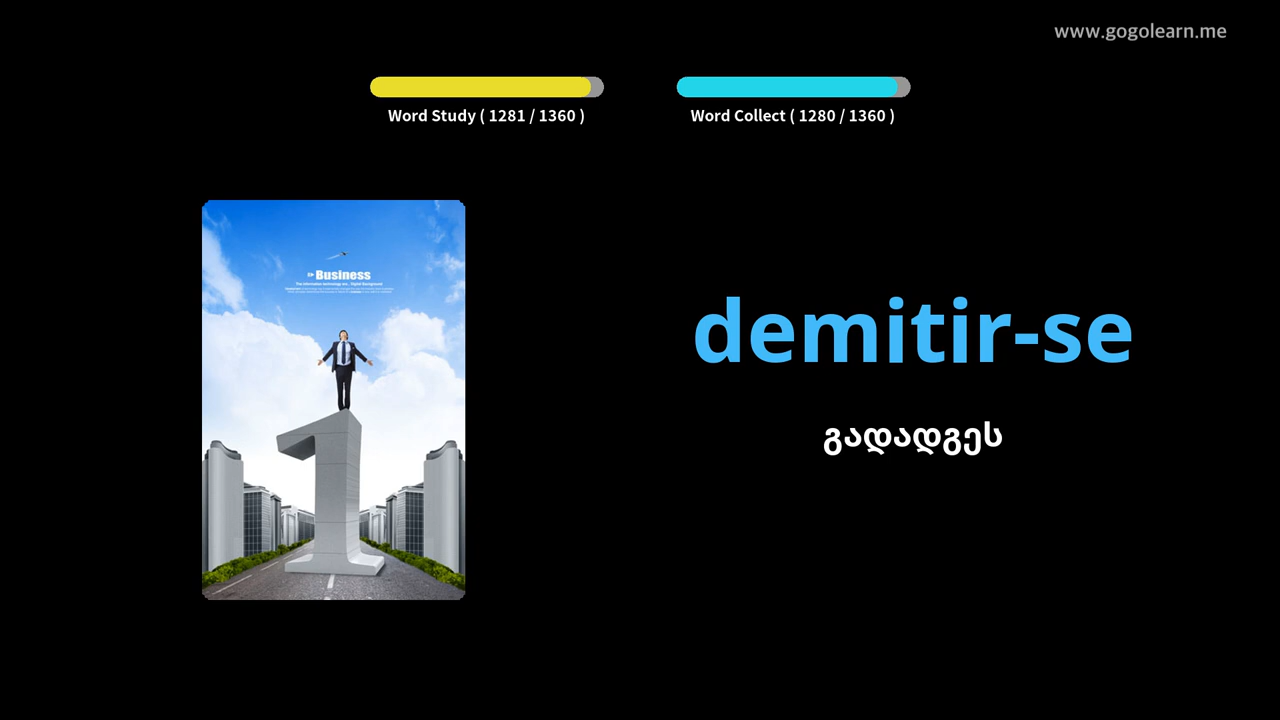 www.gogolearn.me
Word Study ( 1281 / 1360 )
Word Collect ( 1280 / 1360 )
Business
demitir-se
გადადგეს